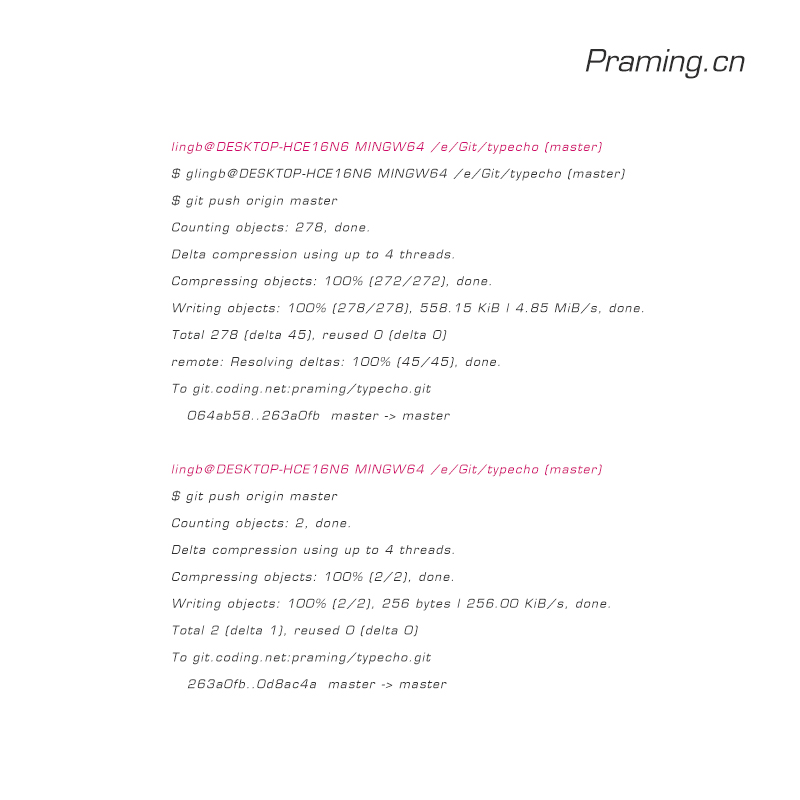 Praming.cn
lingb@DESKTOP-HCE16N6 MINGW64 /e/Git/typecho (master)
$ glingb@DESKTOP-HCE16N6 MINGW64 /e/Git/typecho (master)
$ git push origin master
Counting objects: 278, done.
Delta compression using up to 4 threads.
Compressing objects: 100% (272/272), done.
Writing objects: 100% (278/278), 558.15 KiB | 4.85 MiB/s, done.
Total 278 (delta 45), reused 0 (delta 0)
remote: Resolving deltas: 100% (45/45), done.
To git.coding.net:praming/typecho.git
   064ab58..263a0fb  master -> master
lingb@DESKTOP-HCE16N6 MINGW64 /e/Git/typecho (master)
$ git push origin master
Counting objects: 2, done.
Delta compression using up to 4 threads.
Compressing objects: 100% (2/2), done.
Writing objects: 100% (2/2), 256 bytes | 256.00 KiB/s, done.
Total 2 (delta 1), reused 0 (delta 0)
To git.coding.net:praming/typecho.git
   263a0fb..0d8ac4a  master -> master